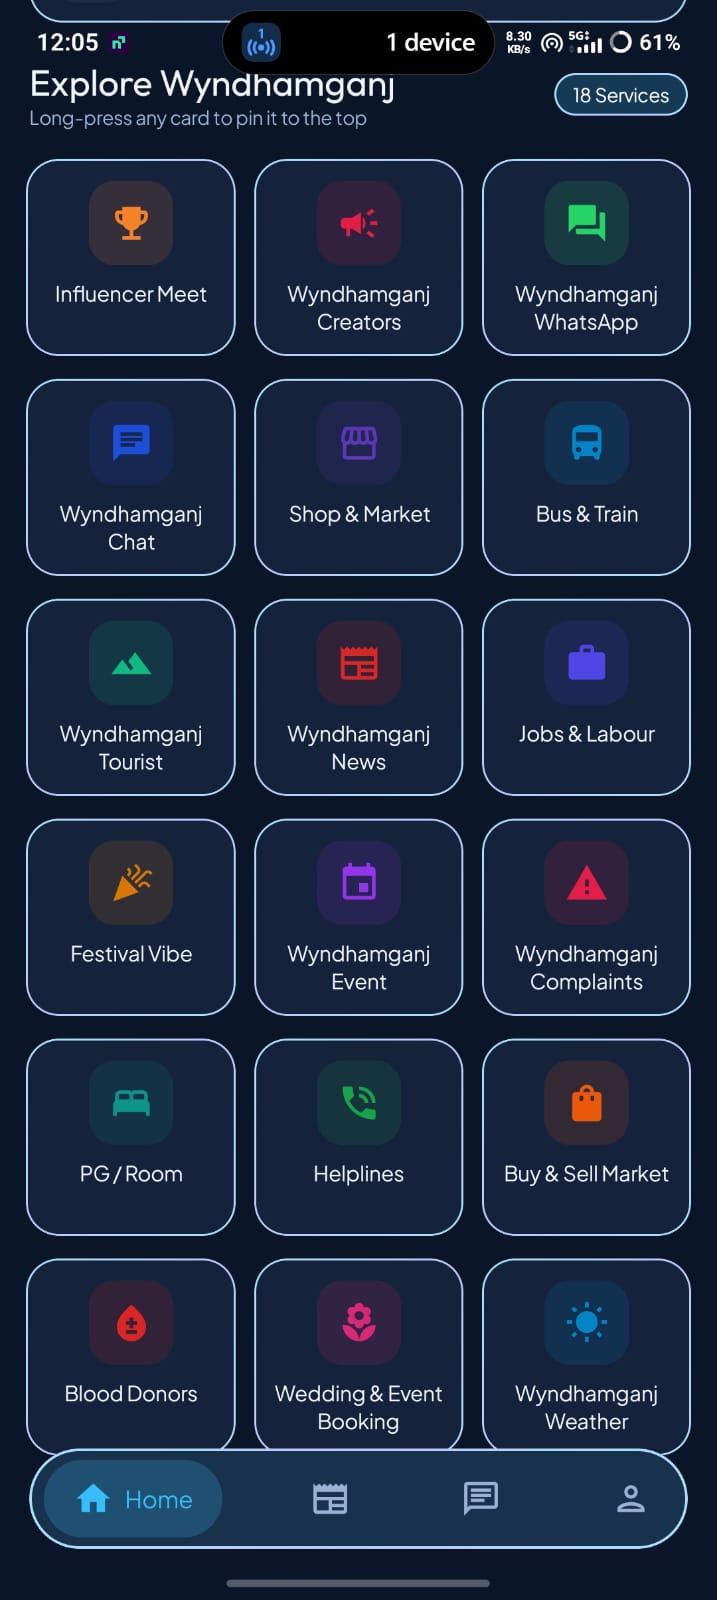 12:05
1
1 device
8.30
KB/s
5G
61%
Explore Wyndhamganj
Long-press any card to pin it to the top
18 Services
Influencer Meet
Wyndhamganj
Creators
Wyndhamganj
WhatsApp
Wyndhamganj
Chat
Shop & Market
Bus & Train
Wyndhamganj
Tourist
Wyndhamganj
News
Jobs & Labour
Festival Vibe
Wyndhamganj
Event
Wyndhamganj
Complaints
PG / Room
Helplines
Buy & Sell Market
Blood Donors
Wedding & Event
Booking
Wyndhamganj
Weather
Home